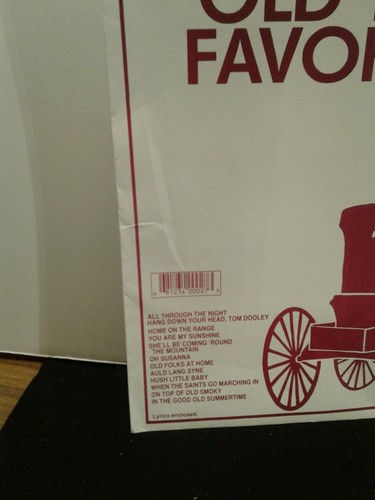 OLD
FAVOR
ALL THROUGH THE NIGHT
HANG DOWN YOUR HEAD, TOM DOOLEY
HOME ON THE RANGE
YOU ARE MY SUNSHINE
SHE'LL BE COMING 'ROUND
THE MOUNTAIN
OH SUSANNA
OLD FOLKS AT HOME
AULD LANG SYNE
HUSH LITTLE BABY
WHEN THE SAINTS GO MARCHING IN
ON TOP OF OLD SMOKY
IN THE GOOD OLD SUMMERTIME
Lyrics enclosed.